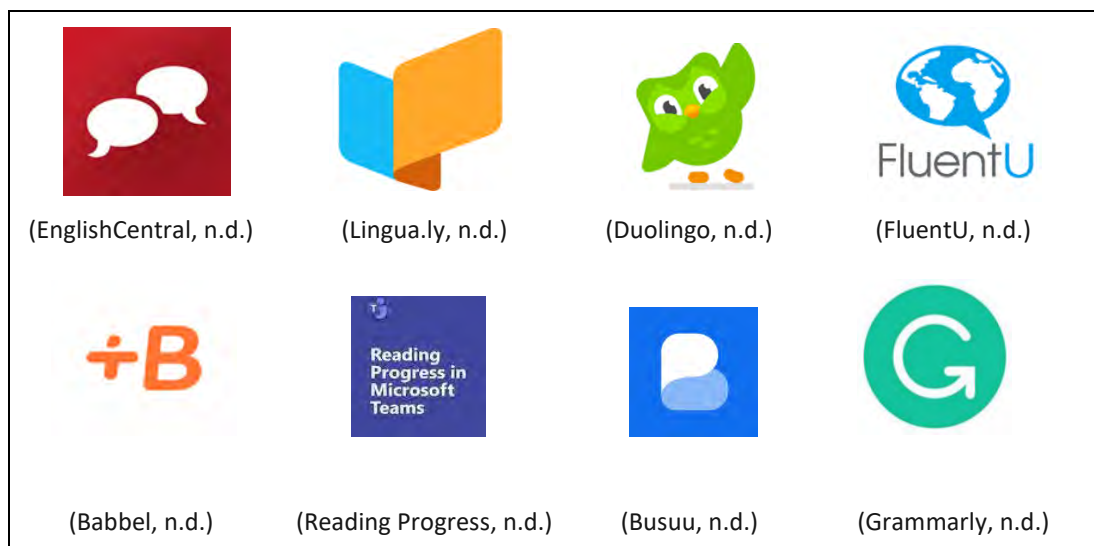 FluentU
(EnglishCentral, n.d.)
(Lingua.ly, n.d.)
(Duolingo, n.d.)
(FluentU, n.d.)
+B
T
Reading
Progress in
Microsoft
Teams
B
G
(Babbel, n.d.)
(Reading Progress, n.d.)
(Busuu, n.d.)
(Grammarly, n.d.)